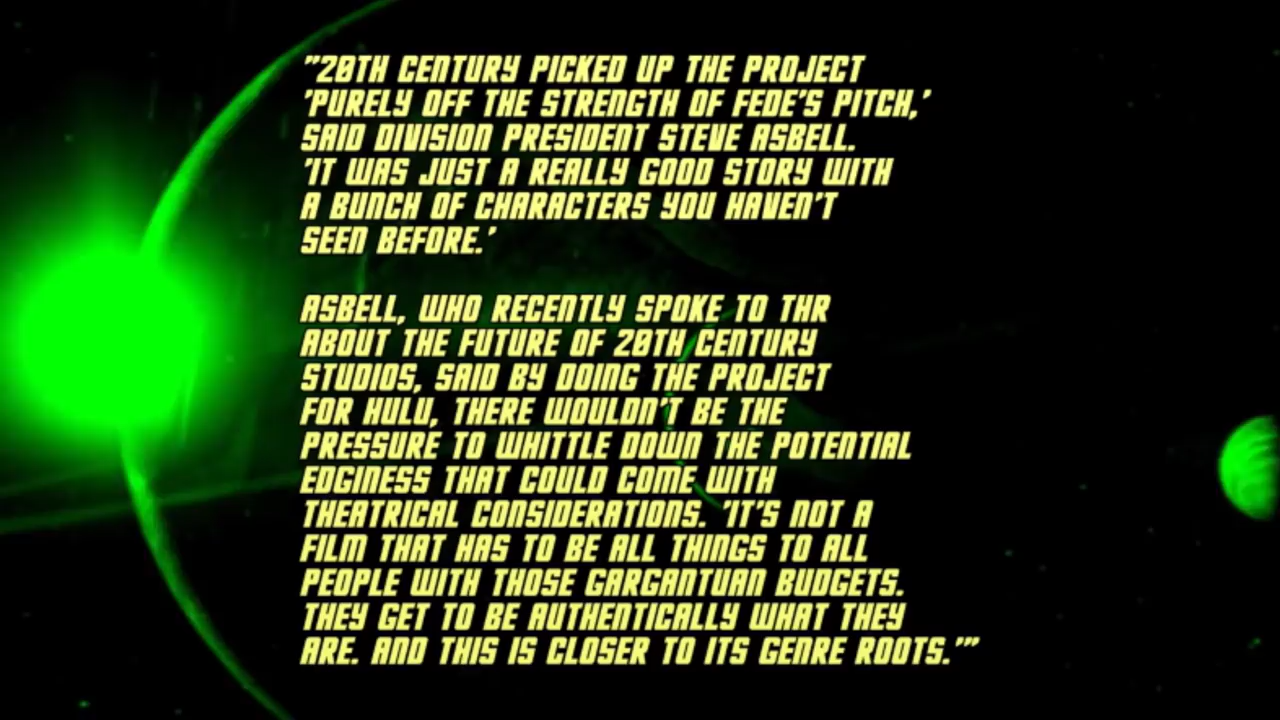 "20TH CENTURY PICKED UP THE PROJECT
'PURELY OFF THE STRENGTH OF FEDE'S PITCH,'
SAID DIVISION PRESIDENT STEVE ASBELL.
'IT WAS JUST A REALLY GOOD STORY WITH
A BUNCH OF CHARACTERS YOU HAVEN'T
SEEN BEFORE.'
ASBELL, WHO RECENTLY SPOKE TO THR
ABOUT THE FUTURE OF 20TH CENTURY
STUDIOS, SAID BY DOING THE PROJECT
FOR HULU, THERE WOULDN'T BE THE
PRESSURE TO WHITTLE DOWN THE POTENTIAL
EDGINESS THAT COULD COME WITH
THEATRICAL CONSIDERATIONS. 'IT'S NOT A
FILM THAT HAS TO BE ALL THINGS TO ALL
PEOPLE WITH THOSE GARGANTUAN BUDGETS.
THEY GET TO BE AUTHENTICALLY WHAT THEY
ARE. AND THIS IS CLOSER TO ITS GENRE ROOTS.'"